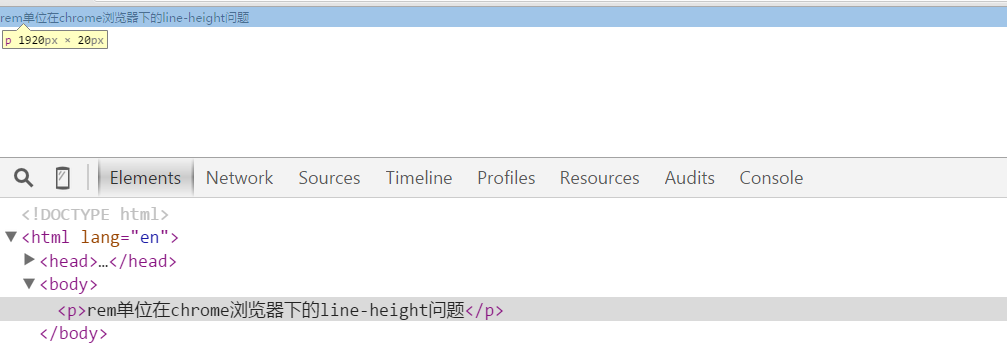 rem单位在chrome浏览器下的line-height问题
p 1920px × 20px
Elements Network Sources Timeline Profiles Resources Audits Console
<!DOCTYPE html>
▼<html lang="en">
▶<head>…</head>
▼<body>
<p>rem单位在chrome浏览器下的line-height问题</p>
</body>